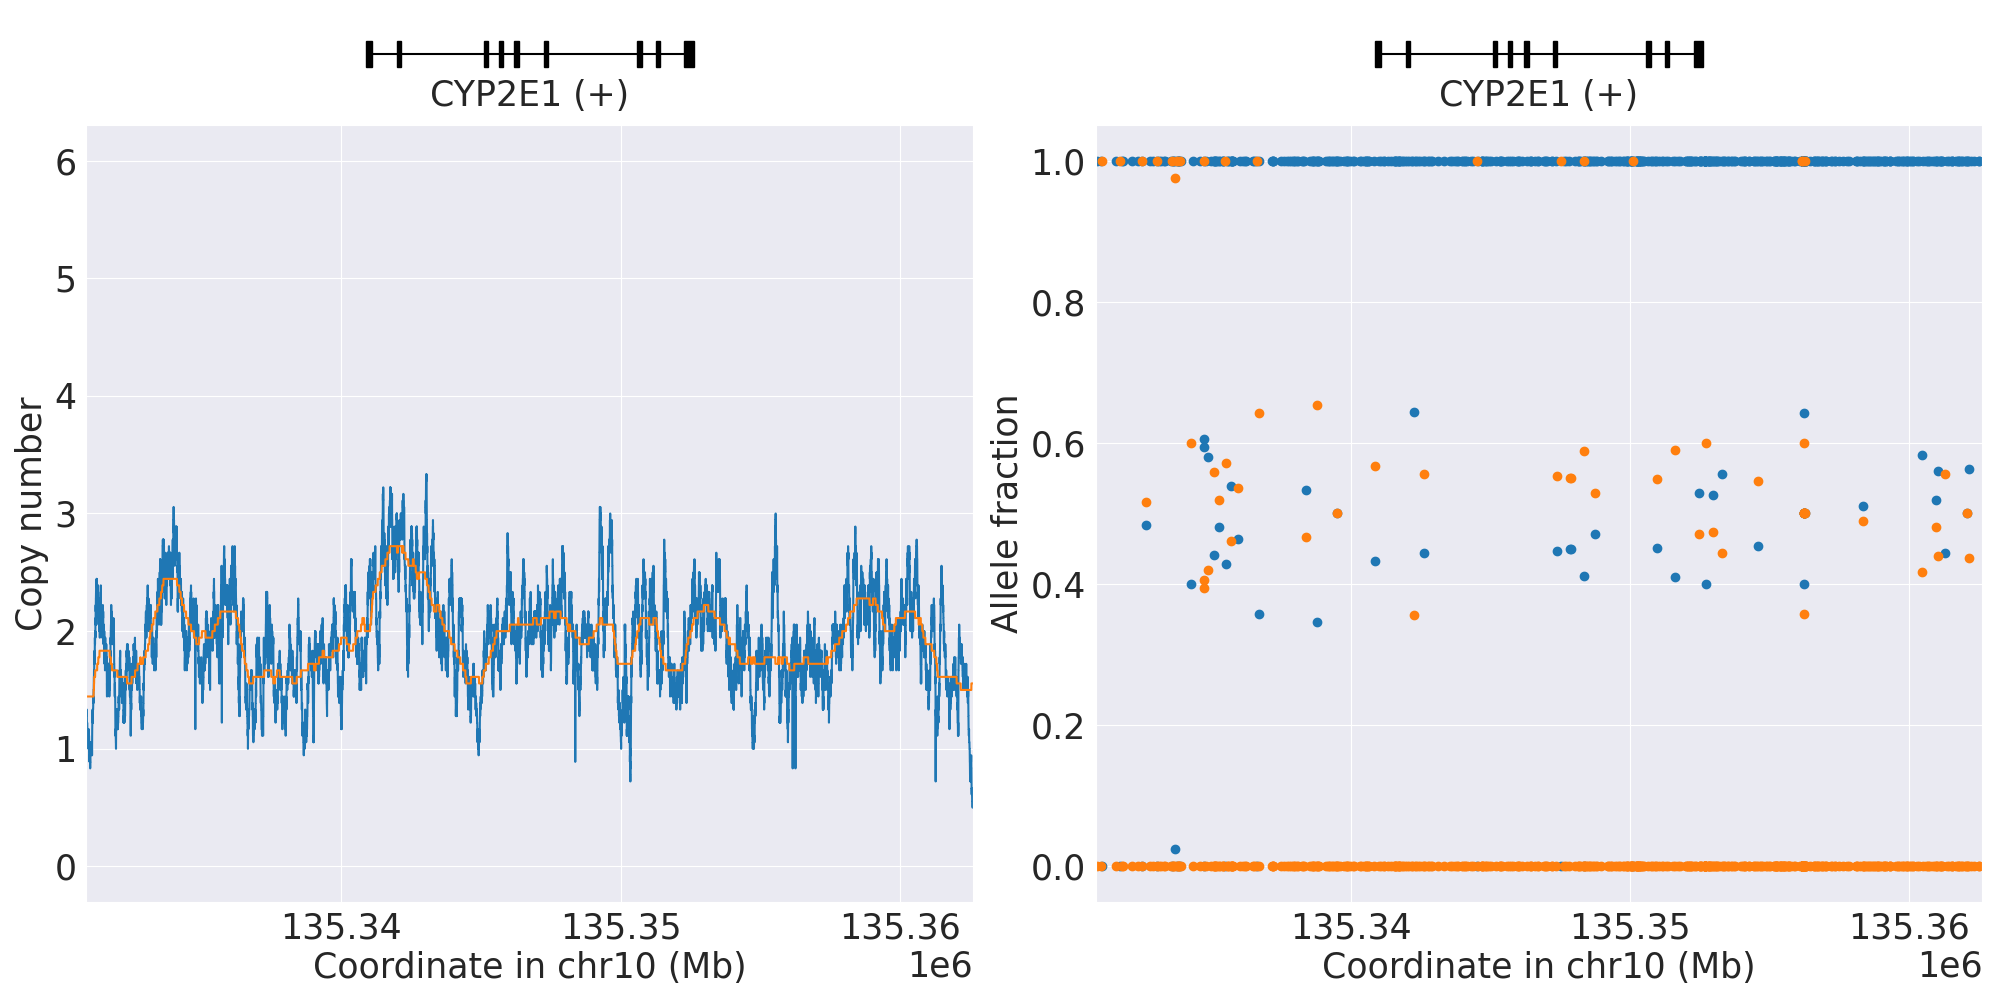 CYP2E1 (+)
CYP2E1 (+)
6
5
4
3
2
1
0
Copy number
135.34
135.35
135.36
Coordinate in chr10 (Mb)
1e6
1.0
0.8
0.6
0.4
0.2
0.0
Allele fraction
135.34
135.35
135.36
Coordinate in chr10 (Mb)
1e6